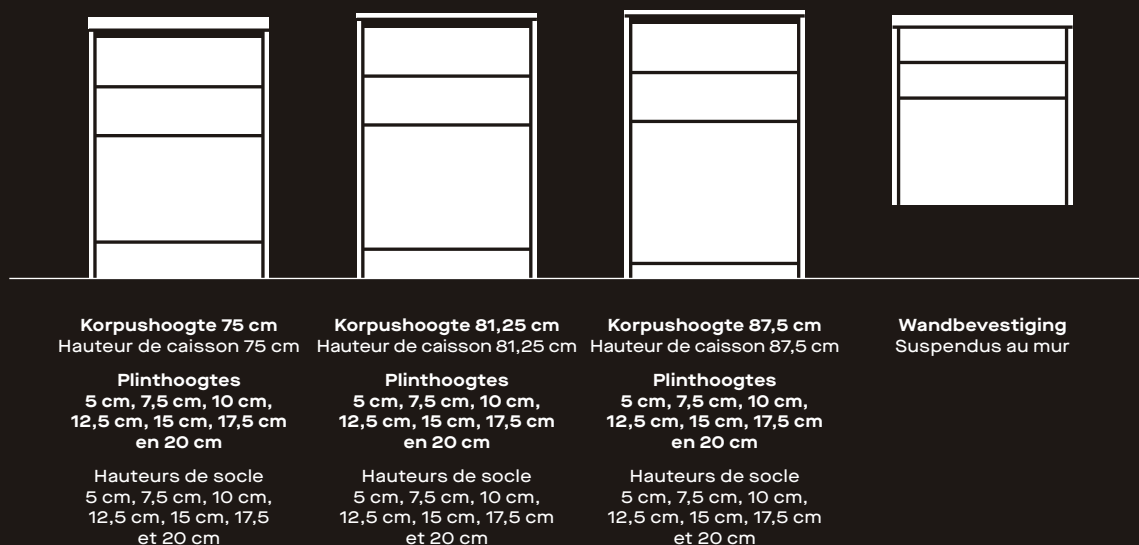 Korpushoogte 75 cm
Hauteur de caisson 75 cm
Plinthoogtes
5 cm, 7,5 cm, 10 cm,
12,5 cm, 15 cm, 17,5 cm
en 20 cm
Hauteurs de socle
5 cm, 7,5 cm, 10 cm,
12,5 cm, 15 cm, 17,5
et 20 cm
Korpushoogte 81,25 cm
Hauteur de caisson 81,25 cm
Plinthoogtes
5 cm, 7,5 cm, 10 cm,
12,5 cm, 15 cm, 17,5 cm
en 20 cm
Hauteurs de socle
5 cm, 7,5 cm, 10 cm,
12,5 cm, 15 cm, 17,5 cm
et 20 cm
Korpushoogte 87,5 cm
Hauteur de caisson 87,5 cm
Plinthoogtes
5 cm, 7,5 cm, 10 cm,
12,5 cm, 15 cm, 17,5 cm
en 20 cm
Hauteurs de socle
5 cm, 7,5 cm, 10 cm,
12,5 cm, 15 cm, 17,5 cm
et 20 cm
Wandbevestiging
Suspendus au mur